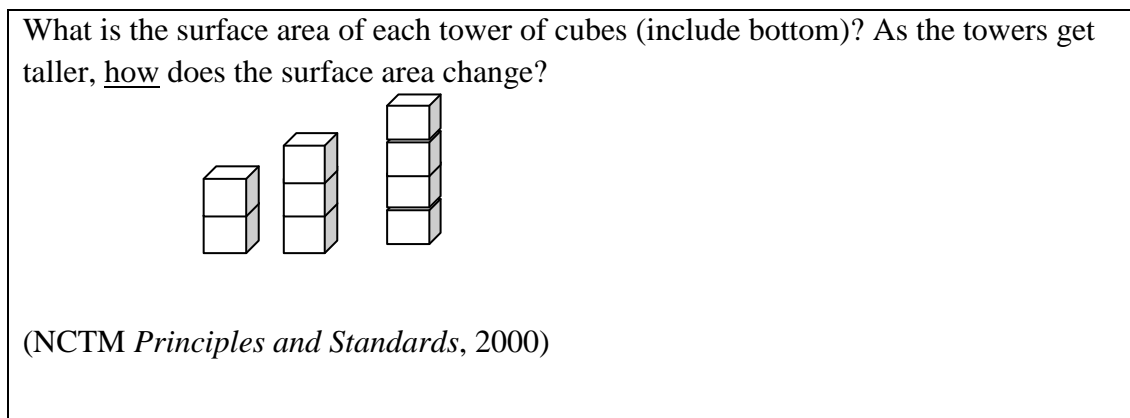 What is the surface area of each tower of cubes (include bottom)? As the towers get
taller, how does the surface area change?
(NCTM Principles and Standards, 2000)